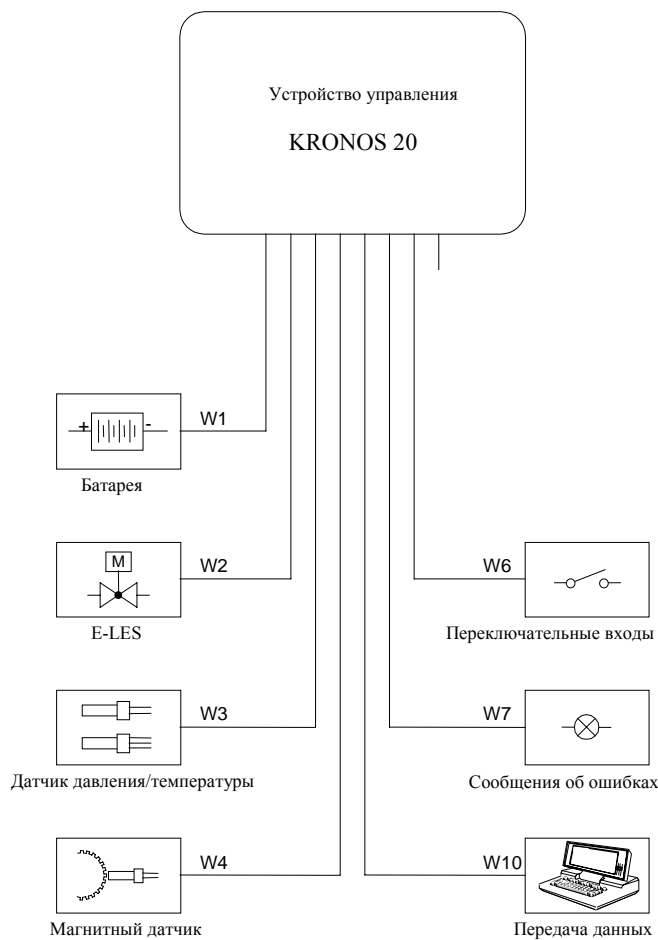 Устройство управления
KRONOS 20
W1
+
-
Батарея
W2
M
E-LES
W6
Переключательные входы
W3
Датчик давления/температуры
W7
Сообщения об ошибках
W4
Магнитный датчик
W10
Передача данных